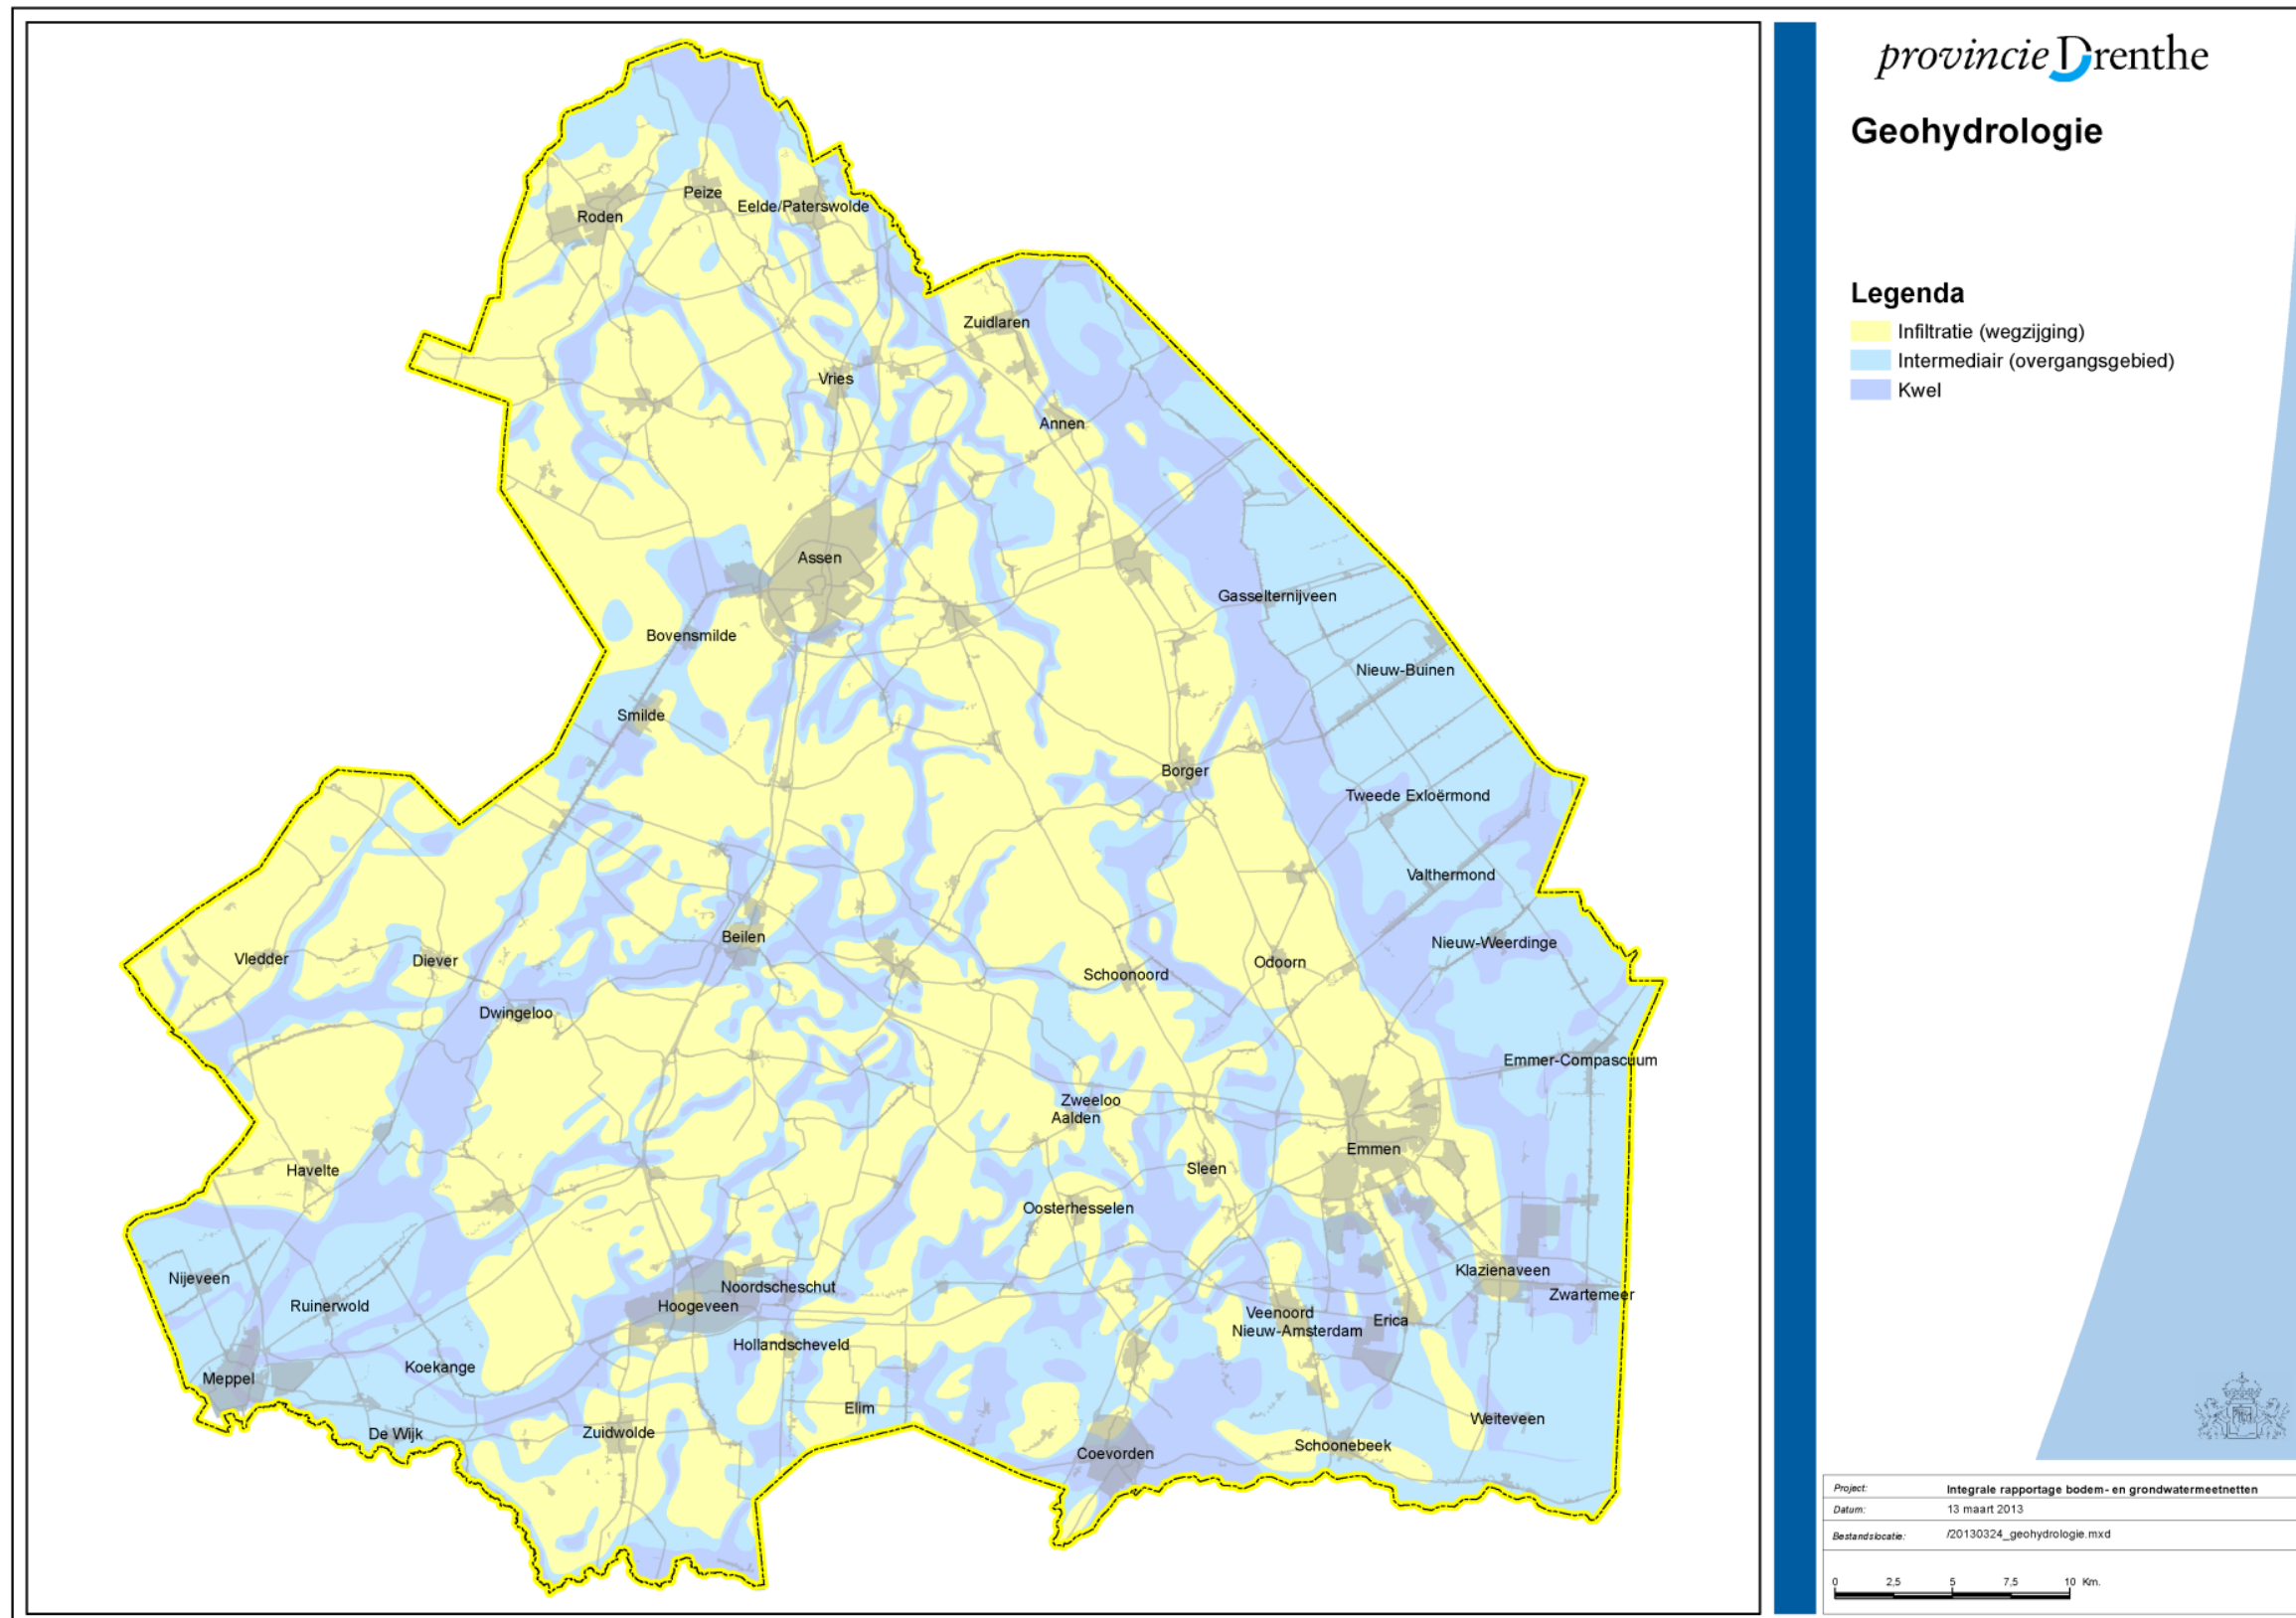 provincie Drenthe
Geohydrologie
Legenda
Infiltratie (wegzijging)
Intermediair (overgangsgebied)
Kwel
Peize
Roden
Eelde/Paterswolde
Zuidlaren
Vries
Annen
Assen
Gasselternijveen
Bovensmilde
Nieuw-Buinen
Smilde
Borger
Tweede Exloërmond
Valthermond
Beilen
Nieuw-Weerdinge
Vledder
Diever
Odoorn
Schoonoord
Dwingeloo
Emmer-Compascuum
Zweeloo
Aalden
Emmen
Havelte
Sleen
Oosterhesselen
Klazienaveen
Nijeveen
Noordscheschut
Zwartemeer
Ruinerwold
Hoogeveen
Veenoord
Erica
Nieuw-Amsterdam
Hollandscheveld
Koekange
Meppel
Elim
Weiteveen
De Wijk
Zuidwolde
Schoonebeek
Coevorden
Project: Integrale rapportage bodem- en grondwatermeetnetten
Datum: 13 maart 2013
Bestandslocatie: /20130324_geohydrologie.mxd
0 2,5 5 7,5 10 Km.